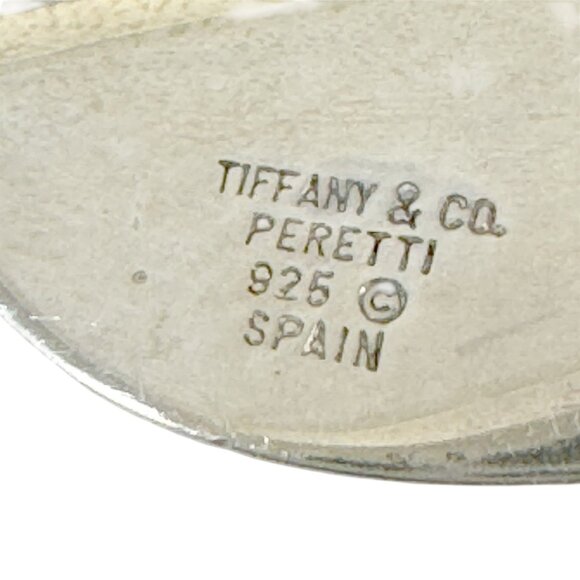 TIFFANY & CO.
PERETTI
925 ©
SPAIN